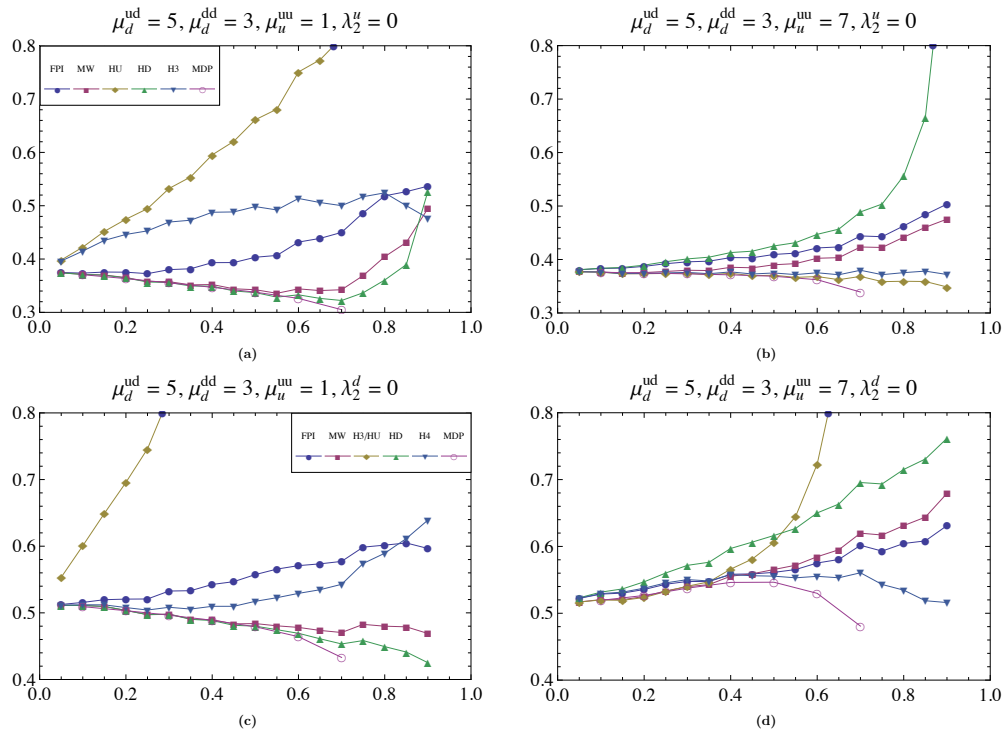 μ_d^ud = 5, μ_d^dd = 3, μ_u^uu = 1, λ_2^u = 0
0.8
0.7
0.6
0.5
0.4
0.3
FPI MW HU HD H3 MDP
0.0 0.2 0.4 0.6 0.8 1.0
(a)
μ_d^ud = 5, μ_d^dd = 3, μ_u^uu = 7, λ_2^u = 0
0.8
0.7
0.6
0.5
0.4
0.3
0.0 0.2 0.4 0.6 0.8 1.0
(b)
μ_d^ud = 5, μ_d^dd = 3, μ_u^uu = 1, λ_2^d = 0
0.8
0.7
0.6
0.5
0.4
FPI MW H3/HU HD H4 MDP
0.0 0.2 0.4 0.6 0.8 1.0
(c)
μ_d^ud = 5, μ_d^dd = 3, μ_u^uu = 7, λ_2^d = 0
0.8
0.7
0.6
0.5
0.4
0.0 0.2 0.4 0.6 0.8 1.0
(d)